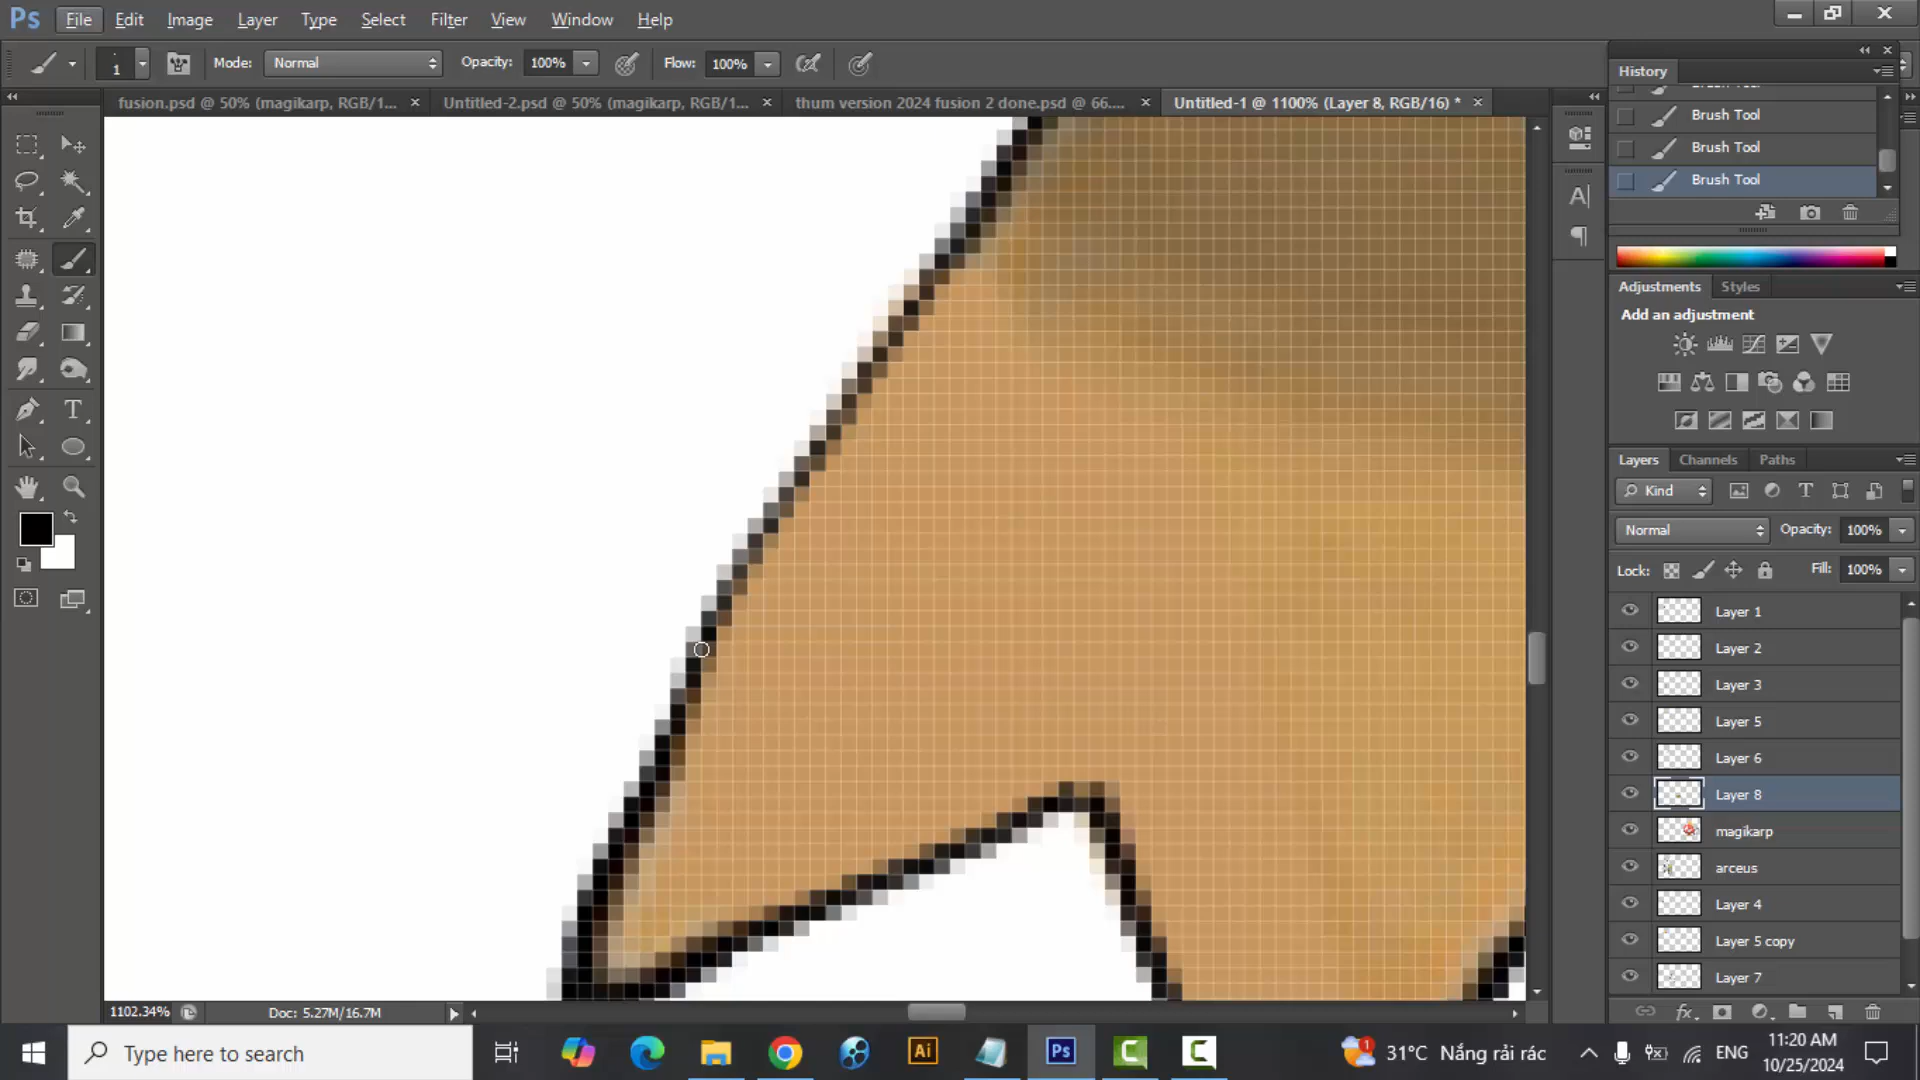 Ps File Edit Image Layer Type Select Filter View Window Help
1 Mode: Normal Opacity: 100% Flow: 100%
History
fusion.psd @ 50% (magikarp, RGB/1... × Untitled-2.psd @ 50% (magikarp, RGB/1... × thum version 2024 fusion 2 done.psd @ 66.... × Untitled-1 @ 1100% (Layer 8, RGB/16) * ×
Brush Tool
Brush Tool
Brush Tool
Adjustments Styles
Add an adjustment
Layers Channels Paths
Kind
Normal Opacity: 100%
Lock: Fill: 100%
Layer 1
Layer 2
Layer 3
Layer 5
Layer 6
Layer 8
magikarp
arceus
Layer 4
Layer 5 copy
Layer 7
1102.34% Doc: 5.27M/16.7M
Type here to search
Ai Ps
1 31°C Nắng rải rác ENG
11:20 AM
10/25/2024